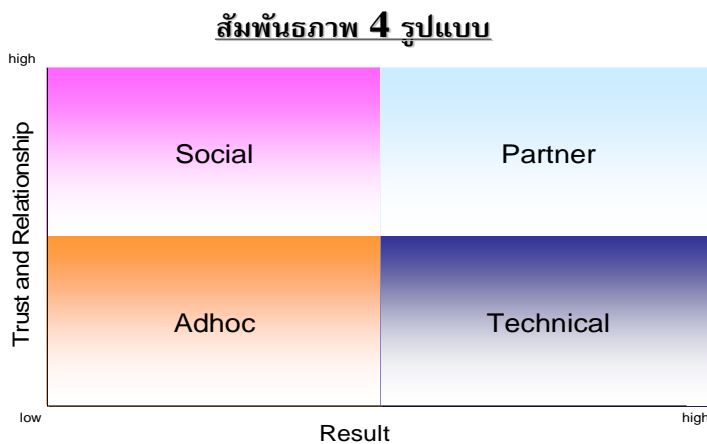 สัมพันธภาพ 4 รูปแบบ
high
Trust and Relationship
Social
Partner
Adhoc
Technical
low
high
Result